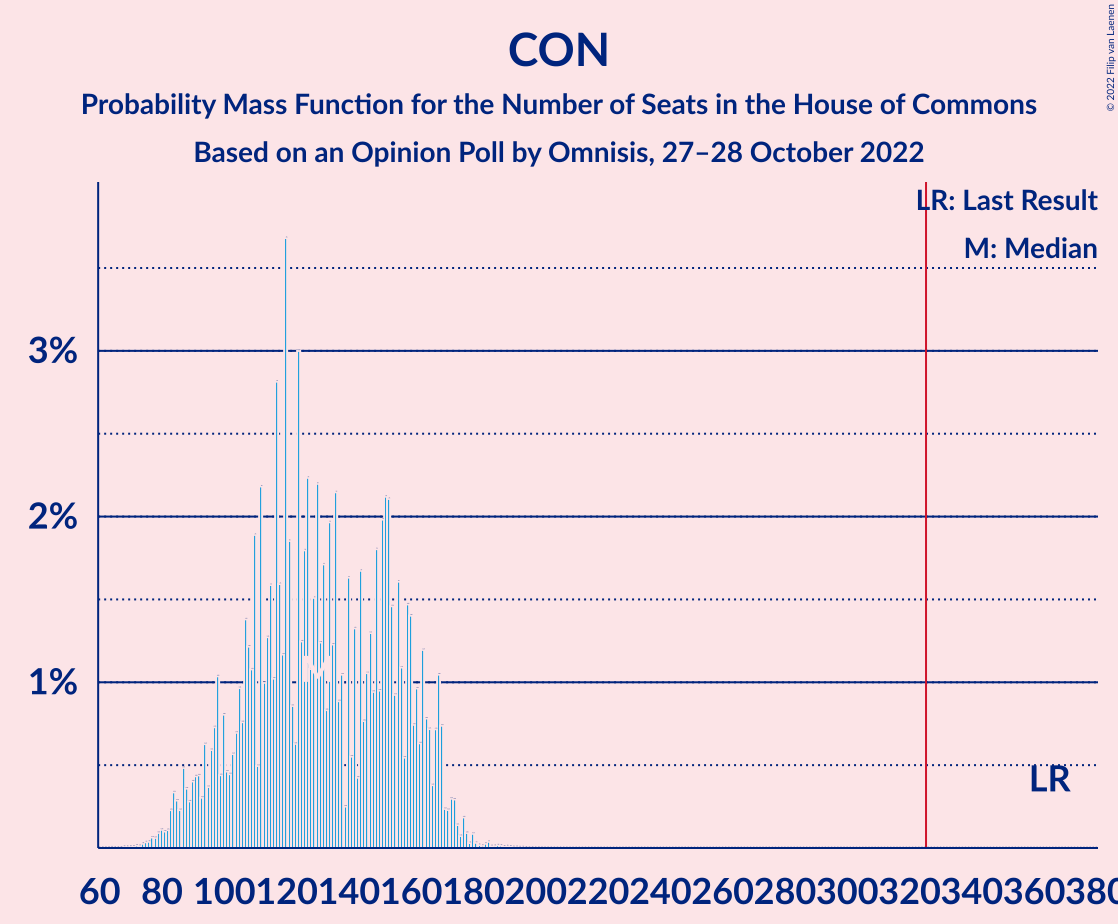 CON
Probability Mass Function for the Number of Seats in the House of Commons
Based on an Opinion Poll by Omnisis, 27–28 October 2022
© 2022 Filip van Laenen
LR: Last Result
M: Median
3%
2%
1%
LR
60 80 100 120 140 160 180 200 220 240 260 280 300 320 340 360 380